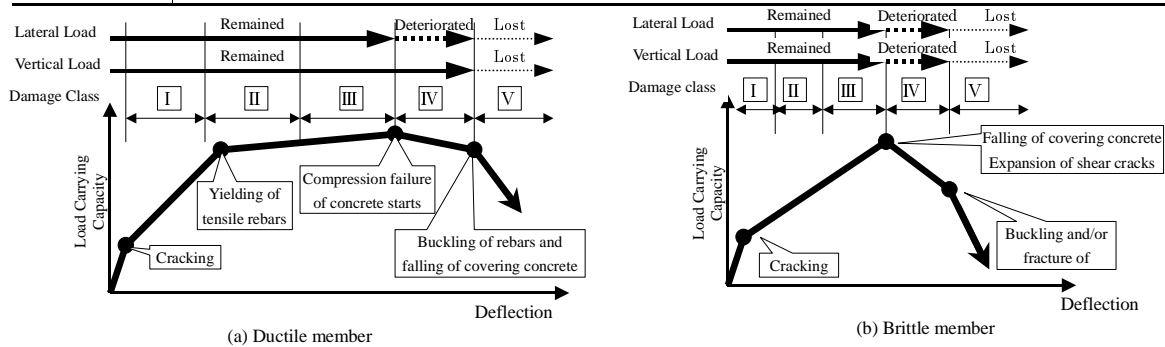 Lateral Load
Remained
Deteriorated
Lost
Vertical Load
Remained
Lost
Damage Class
I
II
III
IV
V
Load Carrying
Capacity
Cracking
Yielding of
tensile rebars
Compression failure
of concrete starts
Buckling of rebars and
falling of covering concrete
Deflection
(a) Ductile member
Lateral Load
Remained
Deteriorated
Lost
Vertical Load
Remained
Deteriorated
Lost
Damage class
I
II
III
IV
V
Load Carrying
Capacity
Cracking
Falling of covering concrete
Expansion of shear cracks
Buckling and/or
fracture of
Deflection
(b) Brittle member